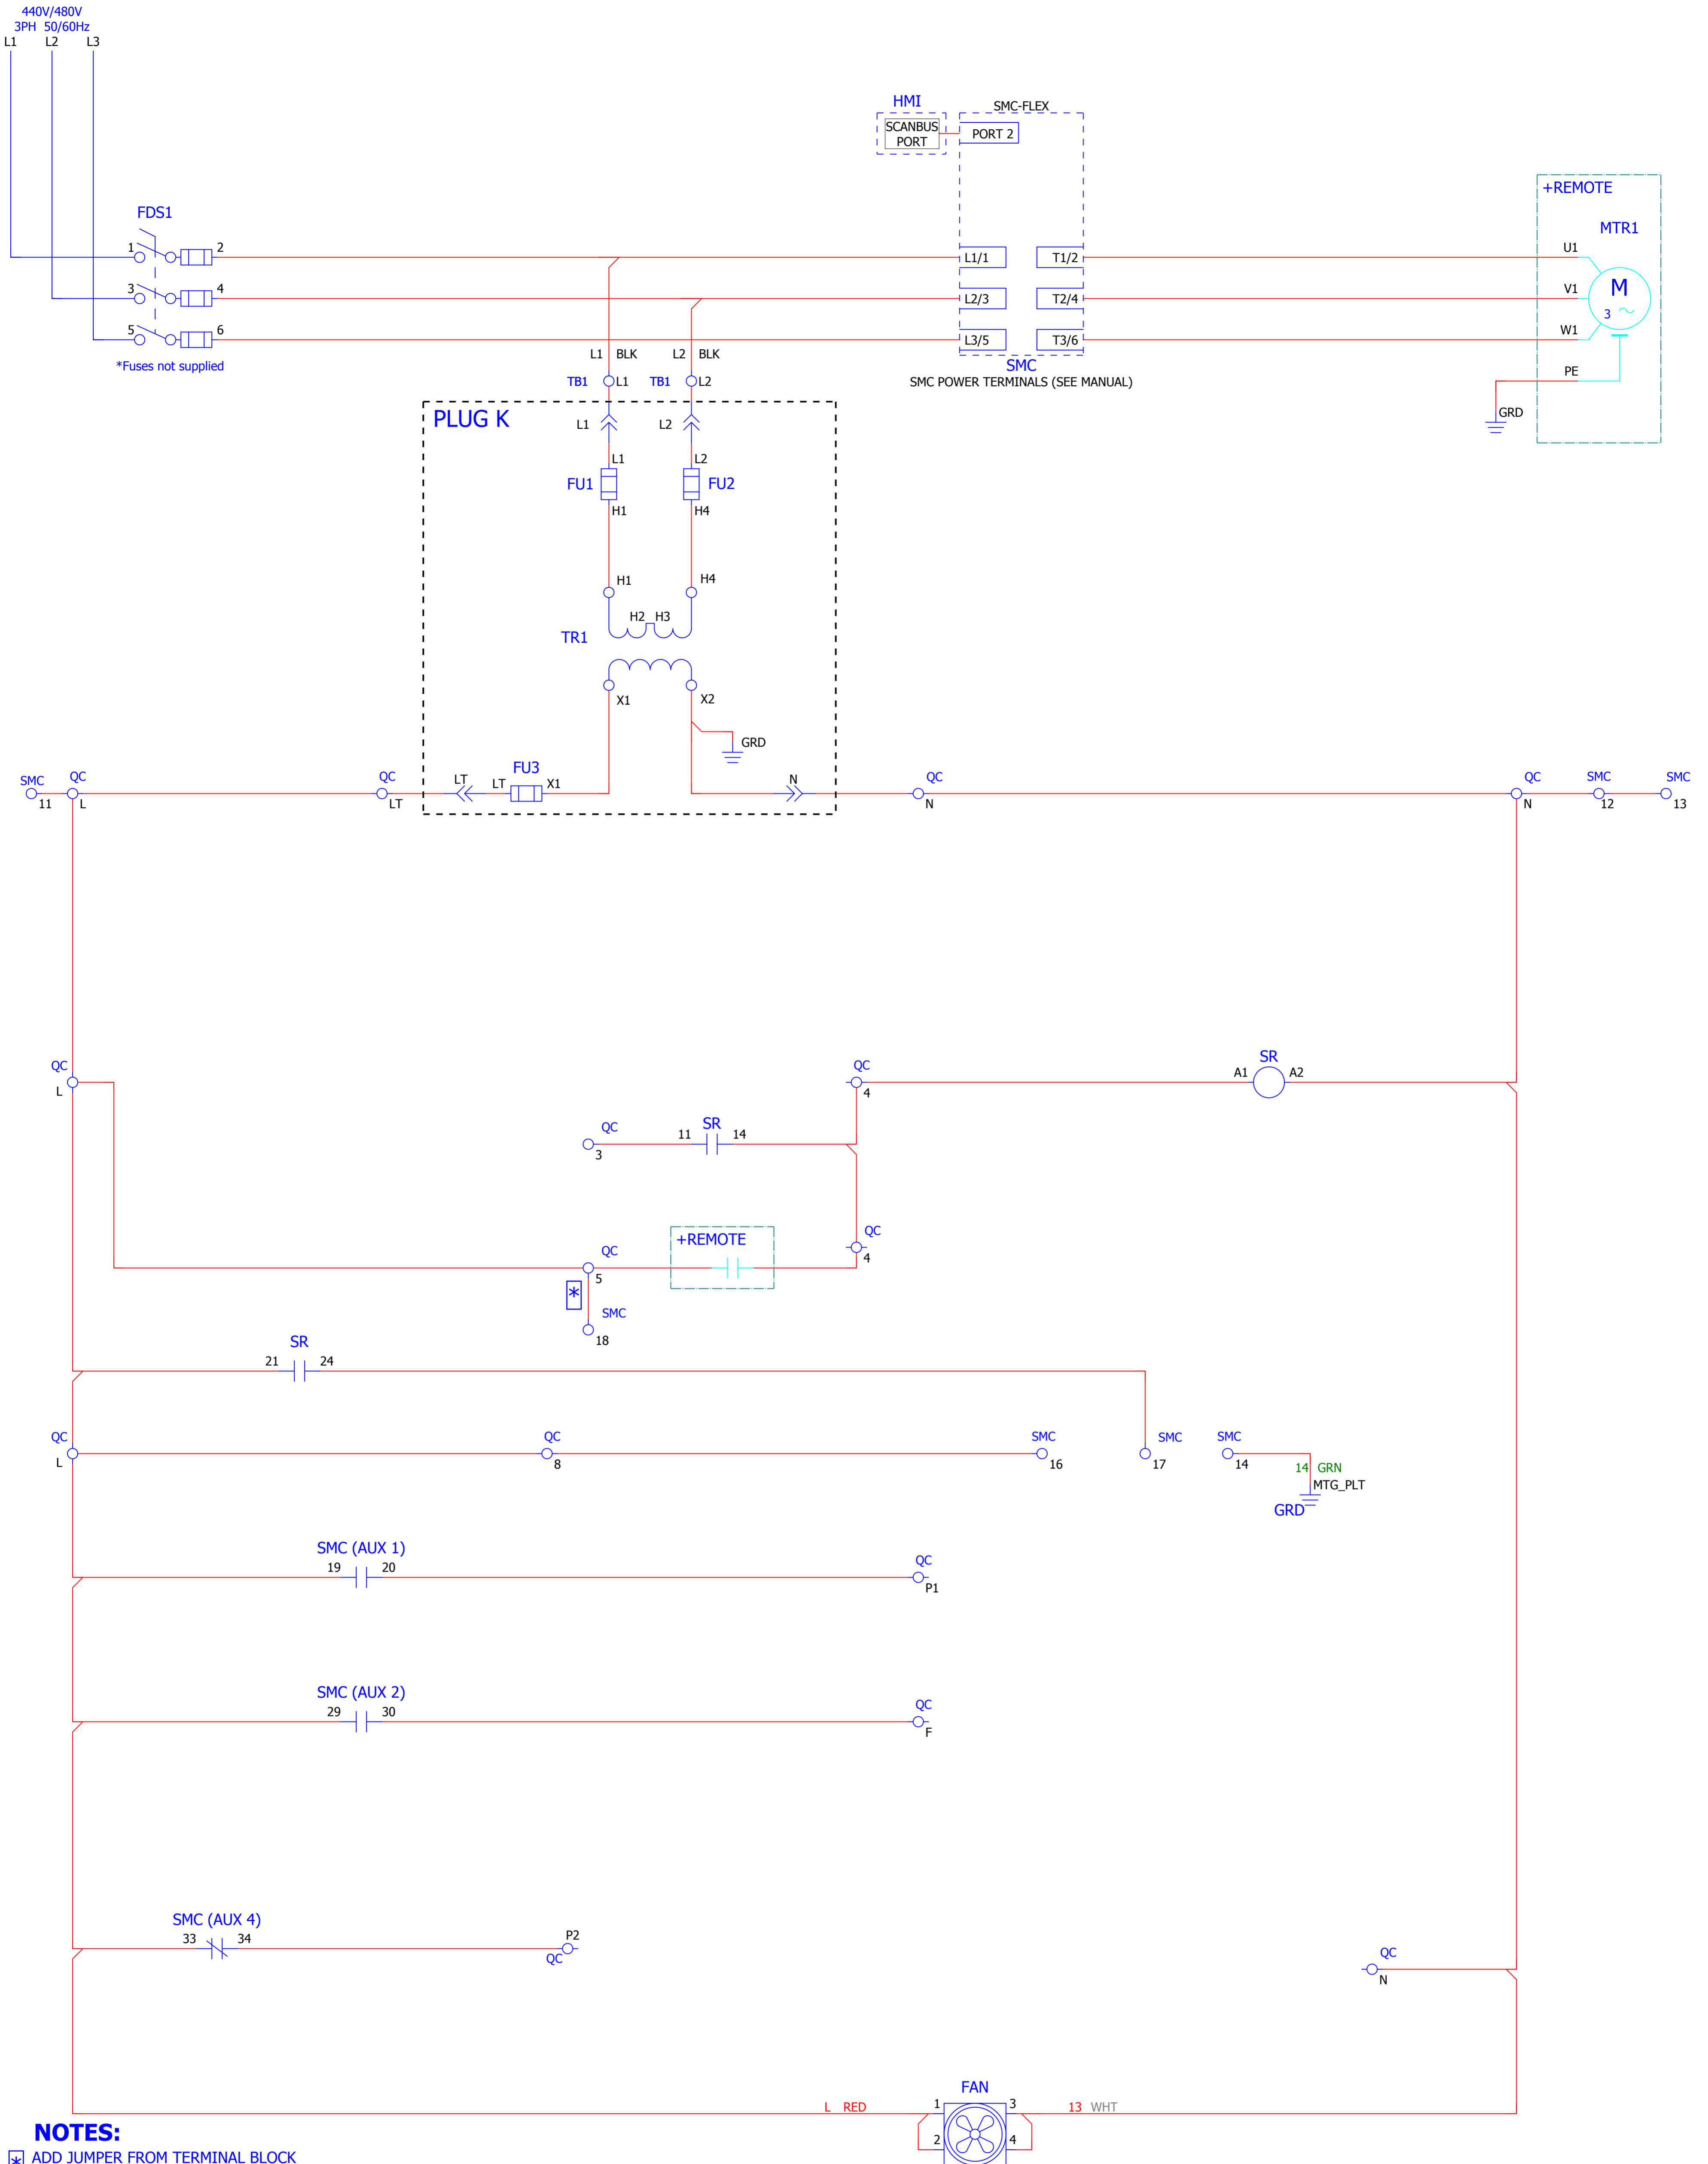 440V/480V
3PH 50/60Hz
L1 L2 L3
HMI
SMC-FLEX
SCANBUS
PORT
PORT 2
+REMOTE
MTR1
FDS1
1 2
L1/1 T1/2
U1
3 4
L2/3 T2/4
V1
M
3
5 6
L3/5 T3/6
W1
*Fuses not supplied
L1 BLK L2 BLK
SMC
SMC POWER TERMINALS (SEE MANUAL)
PE
GRD
TB1 L1 TB1 L2
PLUG K
L1 L2
L1 L2
FU1 FU2
H1 H4
H1 H4
H2 H3
TR1
X1 X2
GRD
FU3
SMC QC QC LT LT X1 N QC QC SMC SMC
11 L LT N N 12 13
QC QC SR
L 4 A1 A2
QC 11 SR 14
3
+REMOTE QC
QC 4
5
*
SMC
18
SR
21 24
QC QC SMC SMC SMC
L 8 16 17 14
14 GRN
MTG_PLT
GRD
SMC (AUX 1)
19 20 QC
P1
SMC (AUX 2)
29 30 QC
F
SMC (AUX 4)
33 34 P2
QC
QC
N
FAN
L RED 1 3 13 WHT
2 4
NOTES:
* ADD JUMPER FROM TERMINAL BLOCK